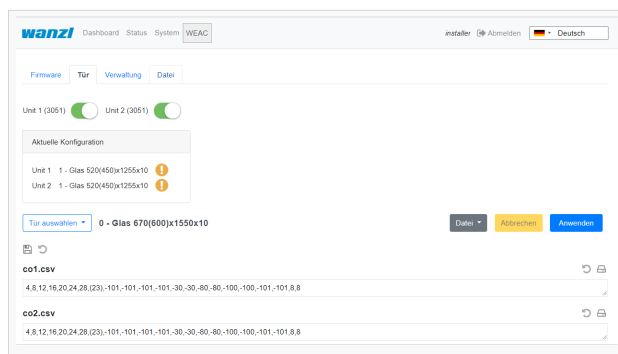 wanzl Dashboard Status System WEAC installer Abmelden Deutsch
Firmware Tür Verwaltung Datei
Unit 1 (3051) Unit 2 (3051)
Aktuelle Konfiguration
Unit 1 1 - Glas 520(450)x1255x10
Unit 2 1 - Glas 520(450)x1255x10
Tür auswählen 0 - Glas 670(600)x1550x10 Datei Abbrechen Anwenden
co1.csv
4,8,12,16,20,24,28,(23),-101,-101,-101,-101,-30,-30,-80,-80,-100,-100,-101,-101,8,8
co2.csv
4,8,12,16,20,24,28,(23),-101,-101,-101,-101,-30,-30,-80,-80,-100,-100,-101,-101,8,8